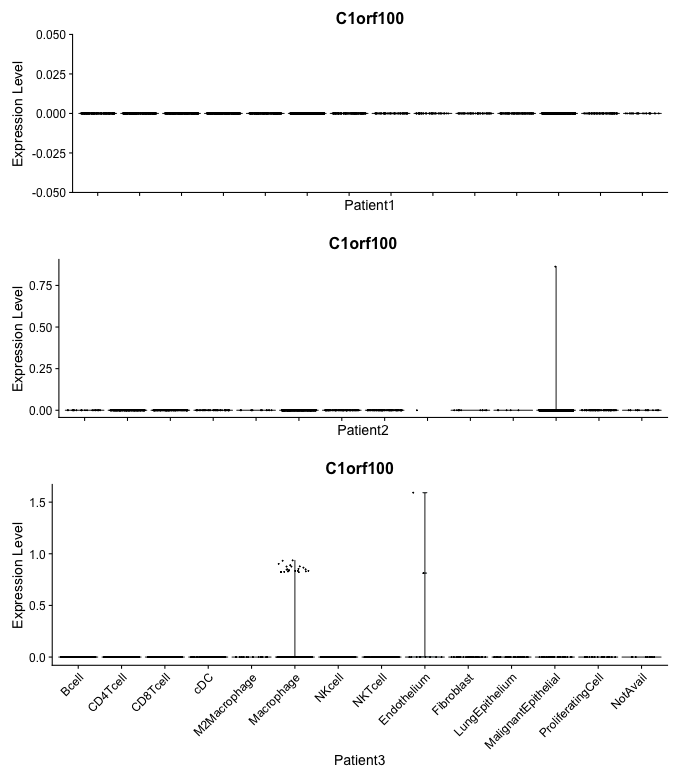 C1orf100
Expression Level
0.050
0.025
0.000
-0.025
-0.050
Patient1
C1orf100
Expression Level
0.75
0.50
0.25
0.00
Patient2
C1orf100
Expression Level
1.5
1.0
0.5
0.0
Bcell
CD4Tcell
CD8Tcell
cDC
M2Macrophage
Macrophage
NKcell
NKTcell
Endothelium
Fibroblast
LungEpithelium
MalignantEpithelial
ProliferatingCell
NotAvail
Patient3